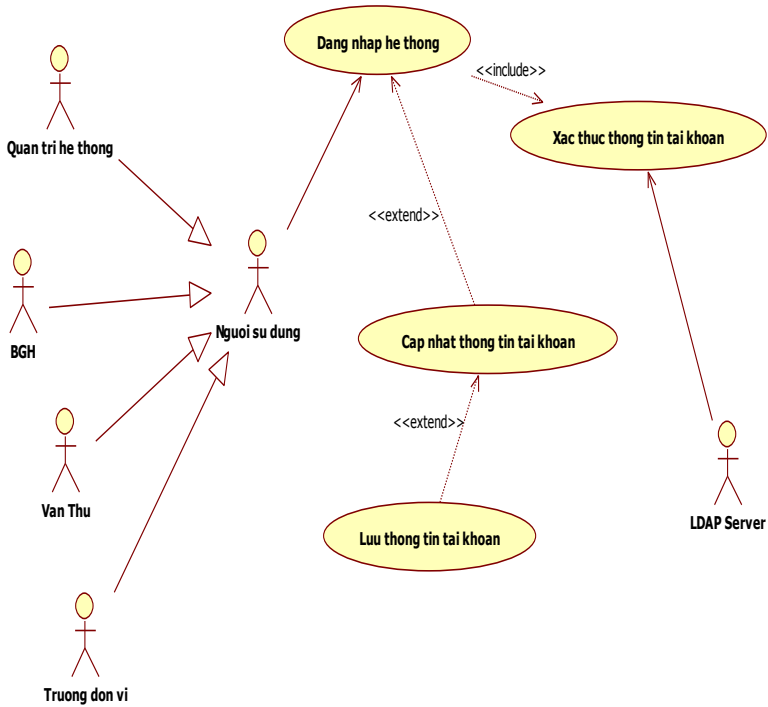 Dang nhap he thong
<<include>>
Xac thuc thong tin tai khoan
Quan tri he thong
<<extend>>
Nguoi su dung
BGH
Cap nhat thong tin tai khoan
<<extend>>
Van Thu
LDAP Server
Luu thong tin tai khoan
Truong don vi